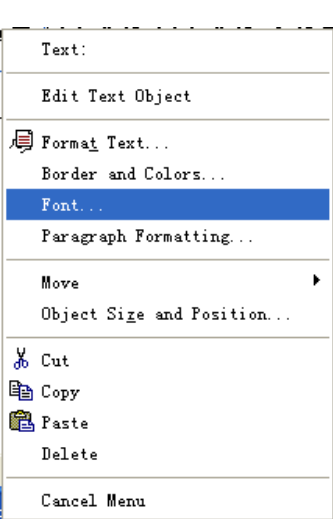 Text:
Edit Text Object
Format Text...
Border and Colors...
Font...
Paragraph Formatting...
Move
Object Size and Position...
Cut
Copy
Paste
Delete
Cancel Menu